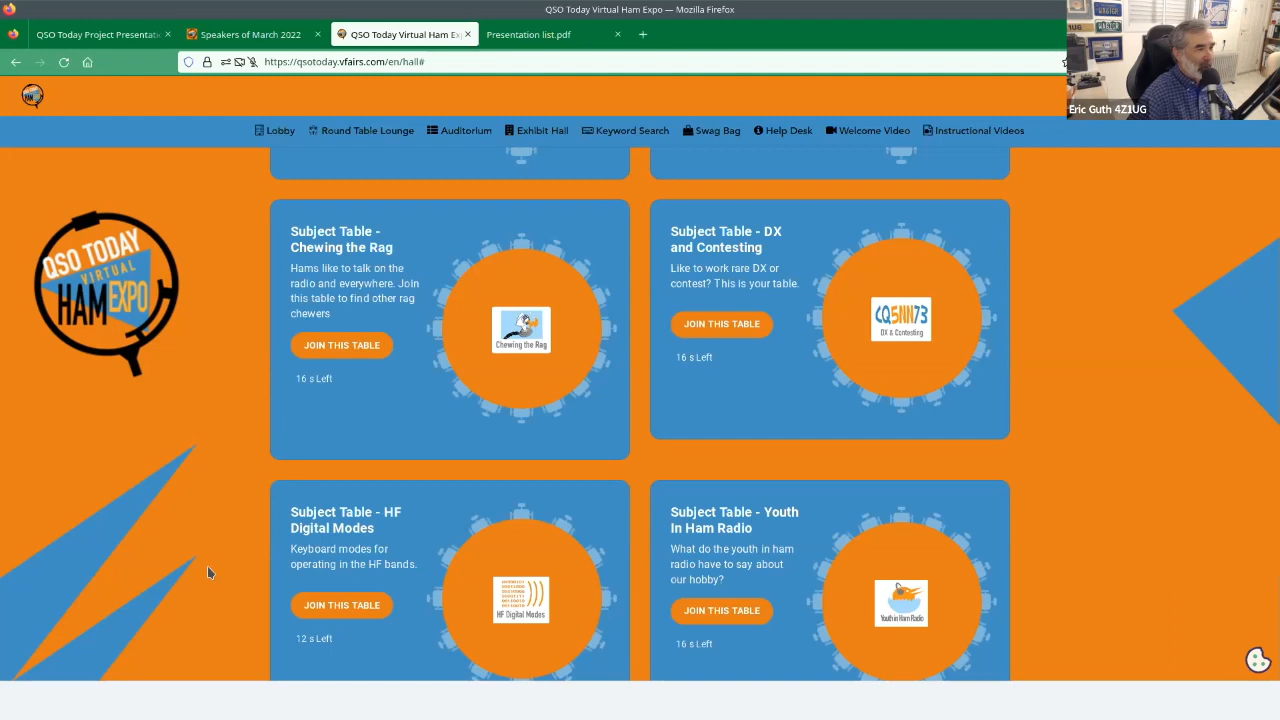 QSO Today Virtual Ham Expo — Mozilla Firefox
QSO Today Project Presentati
Speakers of March 2022
QSO Today Virtual Ham Ex
Presentation list.pdf
https://qsotoday.vfairs.com/en/hall#
Eric Guth 4Z1UG
Lobby
Round Table Lounge
Auditorium
Exhibit Hall
Keyword Search
Swag Bag
Help Desk
Welcome Video
Instructional Videos
QSO TODAY
VIRTUAL
HAM EXPO
Subject Table -
Chewing the Rag
Hams like to talk on the
radio and everywhere. Join
this table to find other rag
chewers
JOIN THIS TABLE
16 s Left
Chewing the Rag
Subject Table - DX
and Contesting
Like to work rare DX or
contest? This is your table.
JOIN THIS TABLE
16 s Left
CQ5NN73
DX & Contesting
Subject Table - HF
Digital Modes
Keyboard modes for
operating in the HF bands.
JOIN THIS TABLE
12 s Left
HF Digital Modes
Subject Table - Youth
In Ham Radio
What do the youth in ham
radio have to say about
our hobby?
JOIN THIS TABLE
16 s Left
Youth in Ham Radio